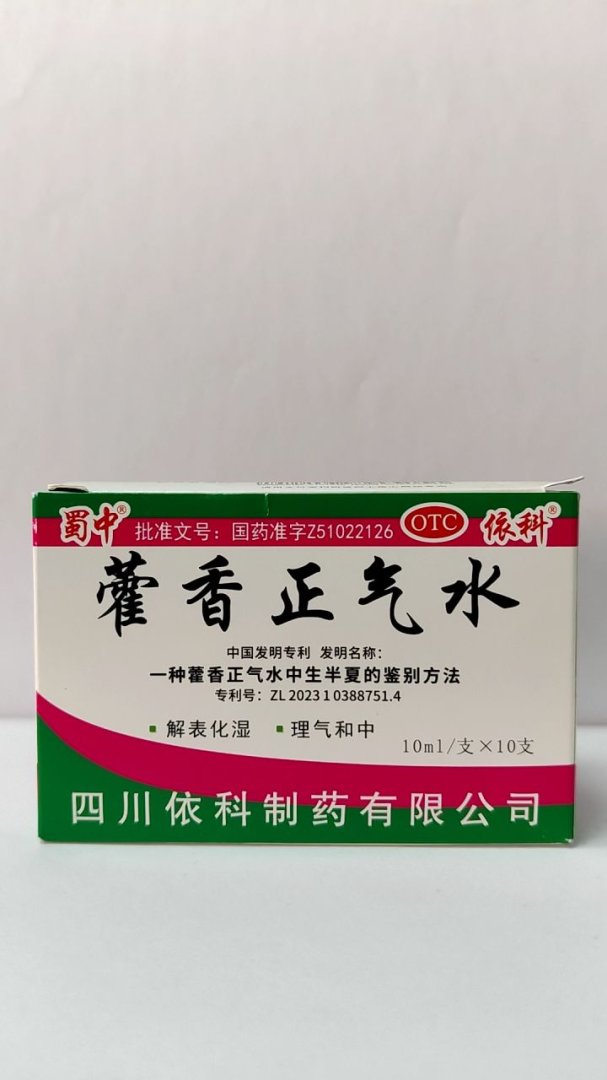 蜀中® 批准文号：国药准字Z51022126 OTC 依科®
藿香正气水
中国发明专利 发明名称：
一种藿香正气水中生半夏的鉴别方法
专利号：ZL 2023 1 0388751.4
▪解表化湿 ▪理气和中
10ml/支×10支
四川依科制药有限公司